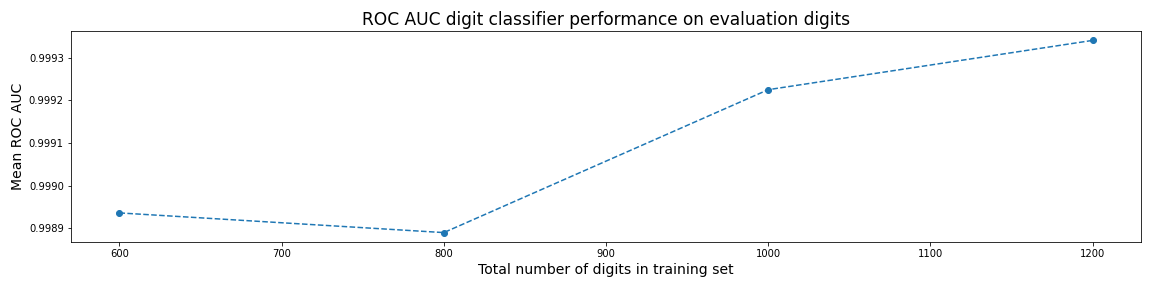 ROC AUC digit classifier performance on evaluation digits
Mean ROC AUC
0.9993
0.9992
0.9991
0.9990
0.9989
600 700 800 900 1000 1100 1200
Total number of digits in training set